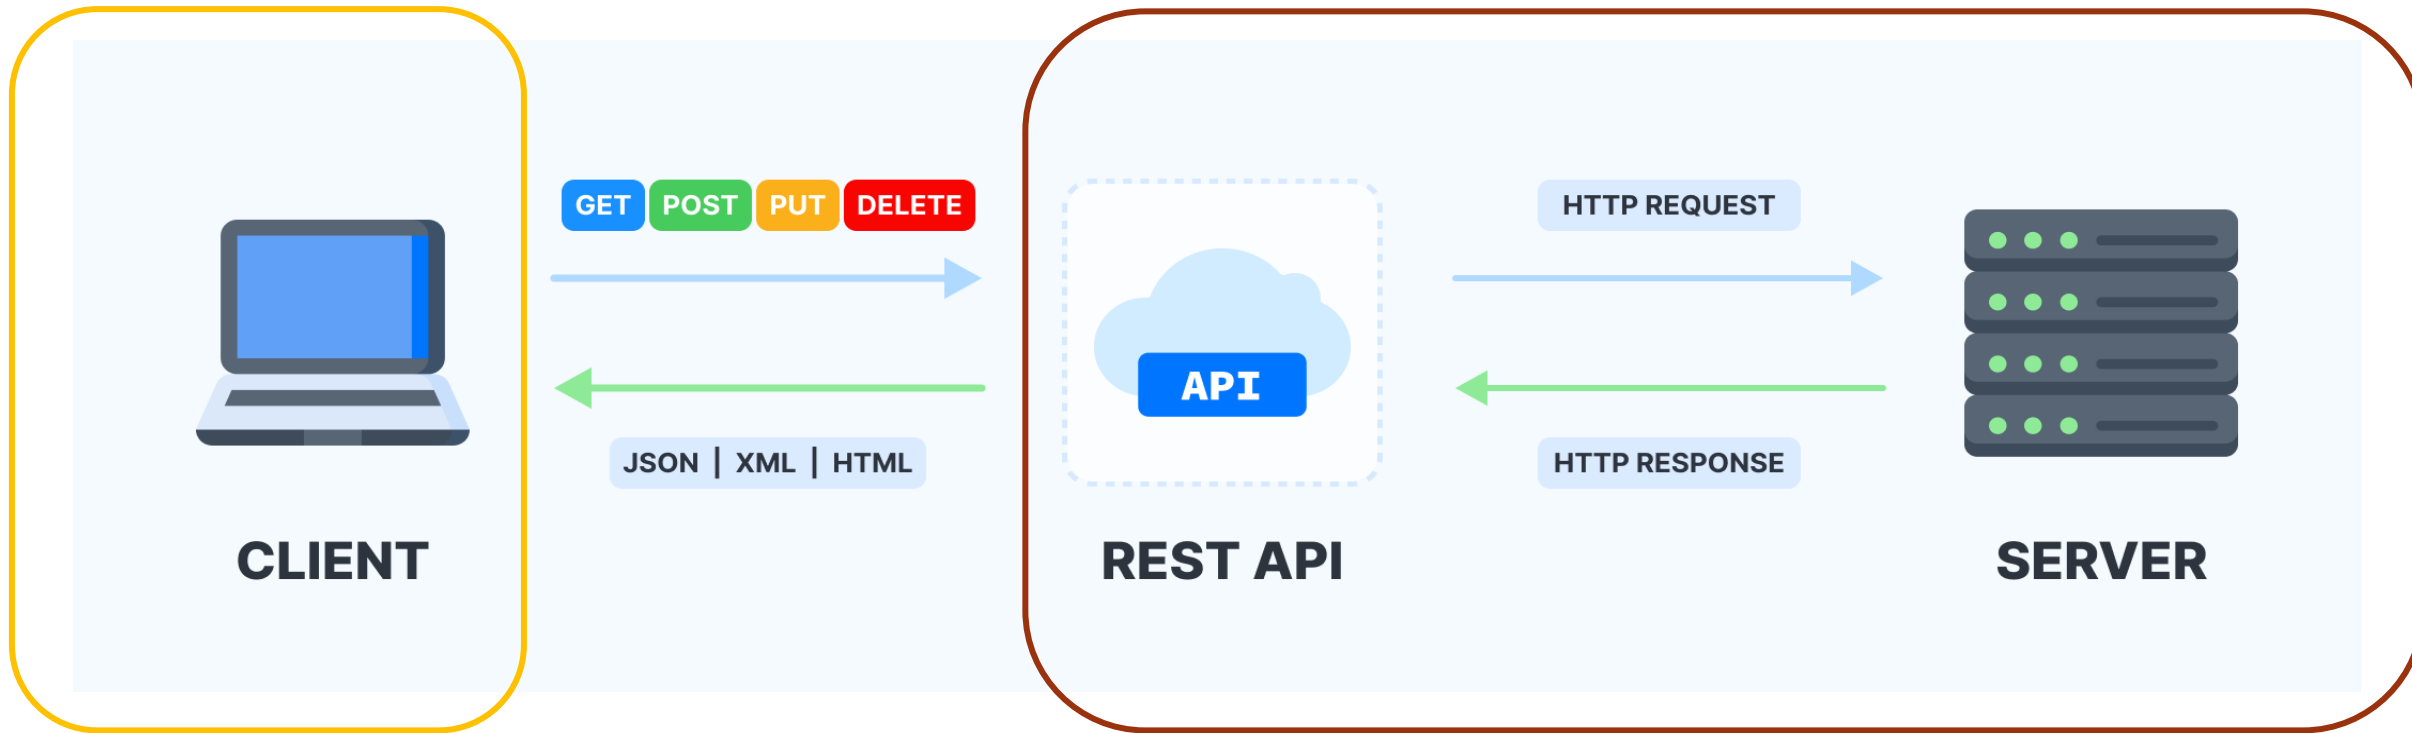 GET POST PUT DELETE
HTTP REQUEST
API
JSON | XML | HTML
HTTP RESPONSE
CLIENT
REST API
SERVER